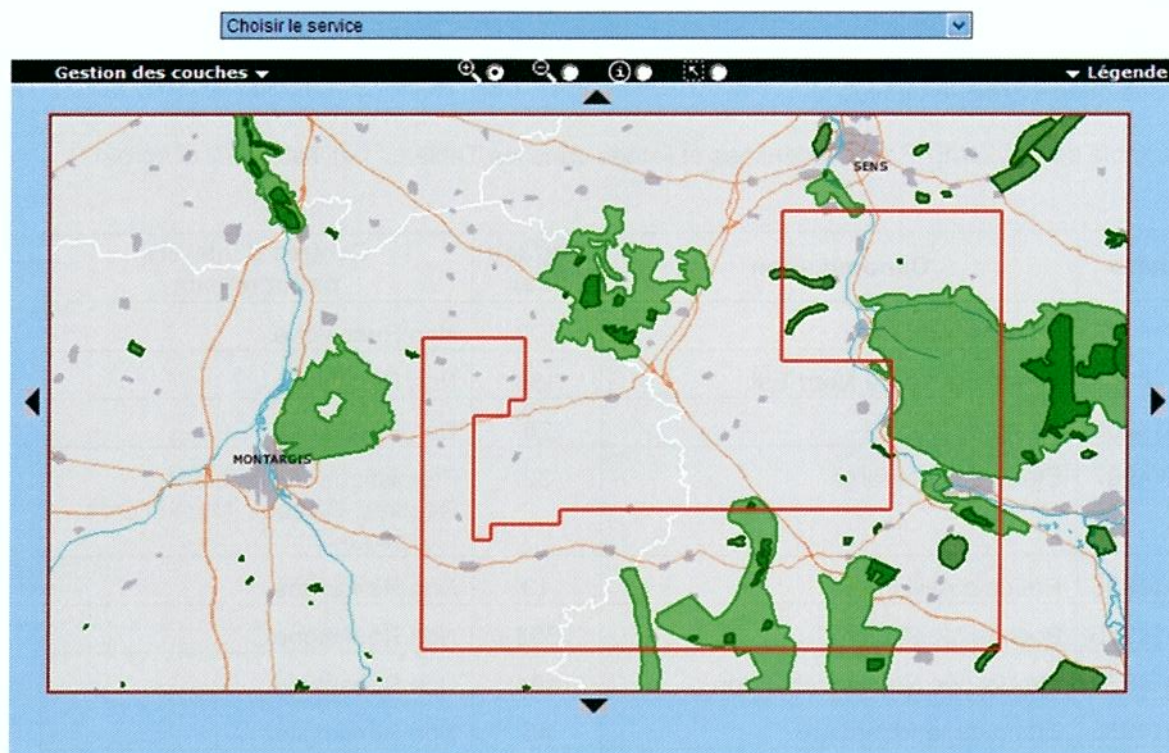 Choisir le service
Gestion des couches
Légende
SENS
MONTARGIS